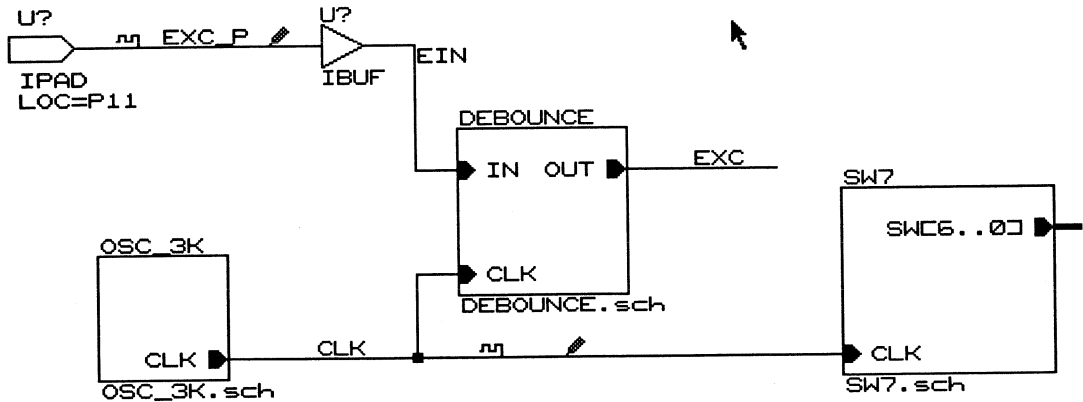 U?
EXC_P
IPAD
LOC=P11
U?
IBUF
EIN
DEBOUNCE
IN OUT
CLK
DEBOUNCE.sch
EXC
SW7
SW[6..0]
CLK
SW7.sch
OSC_3K
CLK
OSC_3K.sch
CLK